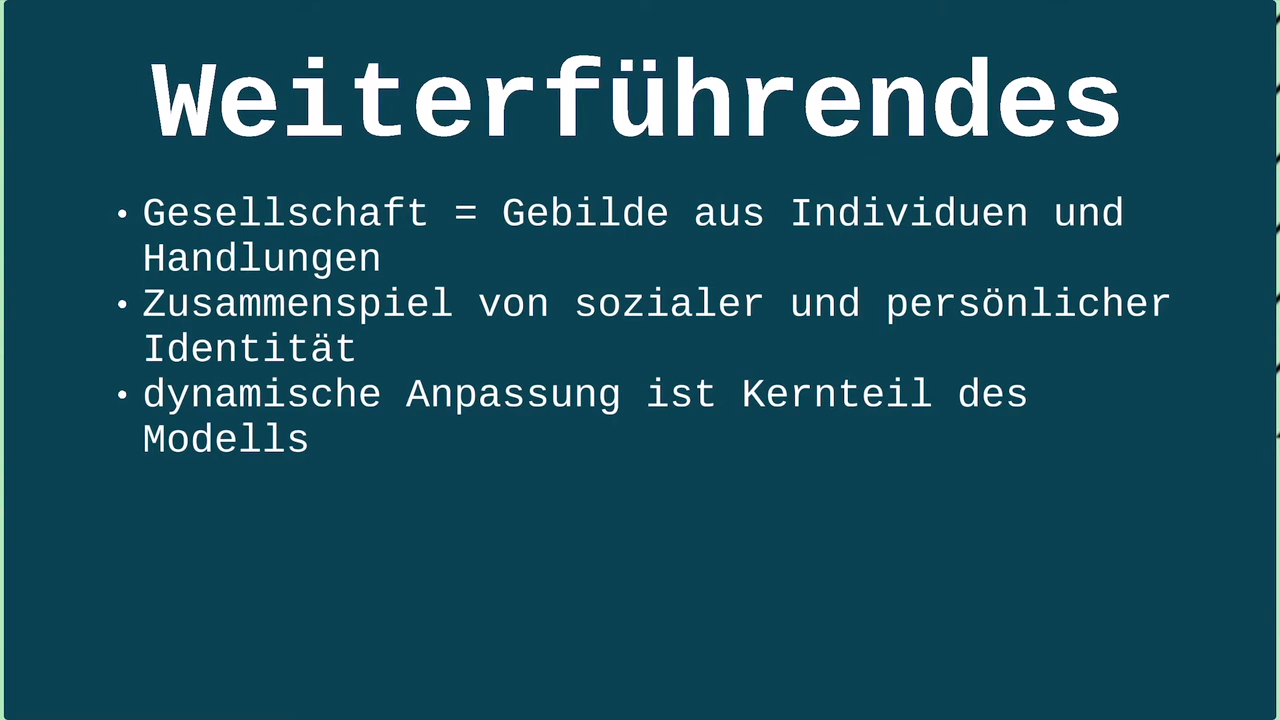 Weiterführendes
• Gesellschaft = Gebilde aus Individuen und
Handlungen
• Zusammenspiel von sozialer und persönlicher
Identität
• dynamische Anpassung ist Kernteil des
Modells